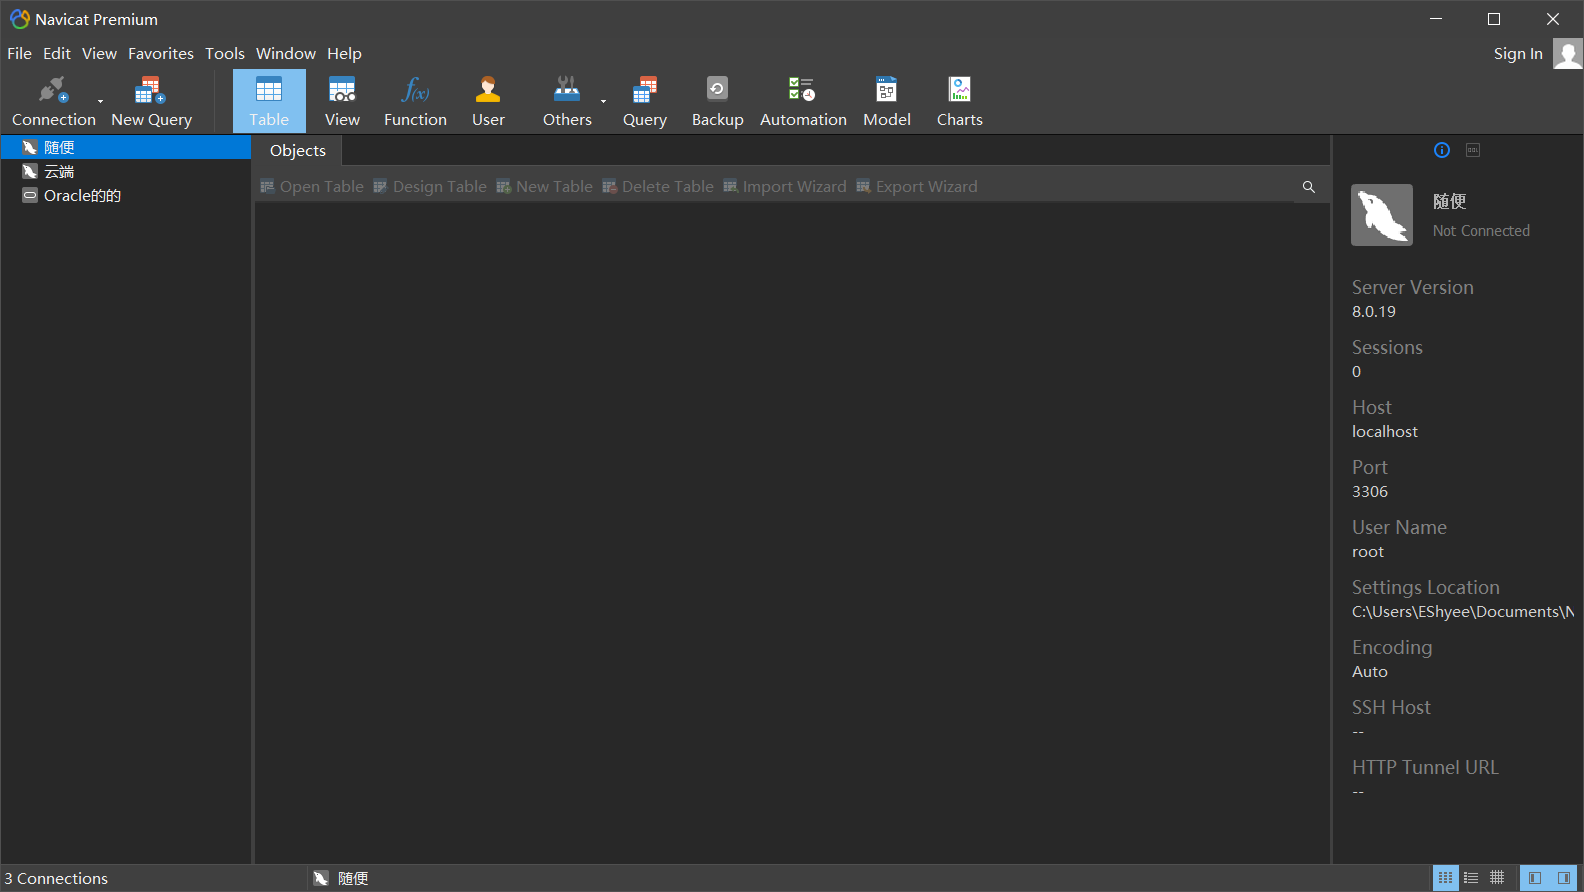 Navicat Premium
File Edit View Favorites Tools Window Help
Sign In
Connection New Query Table View Function User Others Query Backup Automation Model Charts
随便
云端
Oracle的的
Objects
Open Table Design Table New Table Delete Table Import Wizard Export Wizard
随便
Not Connected
Server Version
8.0.19
Sessions
0
Host
localhost
Port
3306
User Name
root
Settings Location
C:\Users\EShyee\Documents\N
Encoding
Auto
SSH Host
--
HTTP Tunnel URL
--
3 Connections
随便